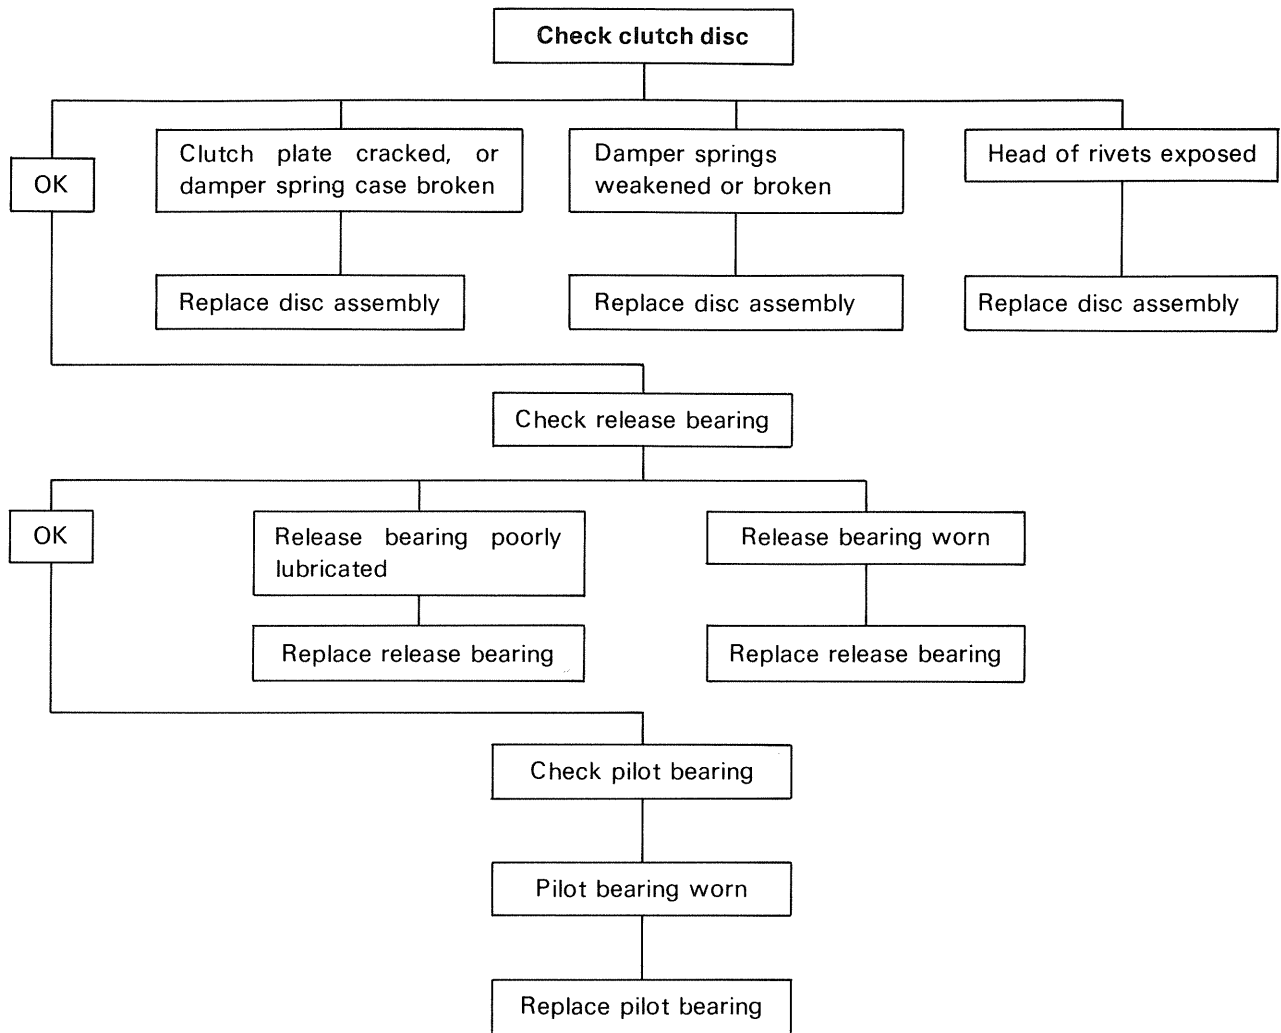 Check clutch disc
OK
Clutch plate cracked, or
damper spring case broken
Damper springs
weakened or broken
Head of rivets exposed
Replace disc assembly
Replace disc assembly
Replace disc assembly
Check release bearing
OK
Release bearing poorly
lubricated
Release bearing worn
Replace release bearing
Replace release bearing
Check pilot bearing
Pilot bearing worn
Replace pilot bearing